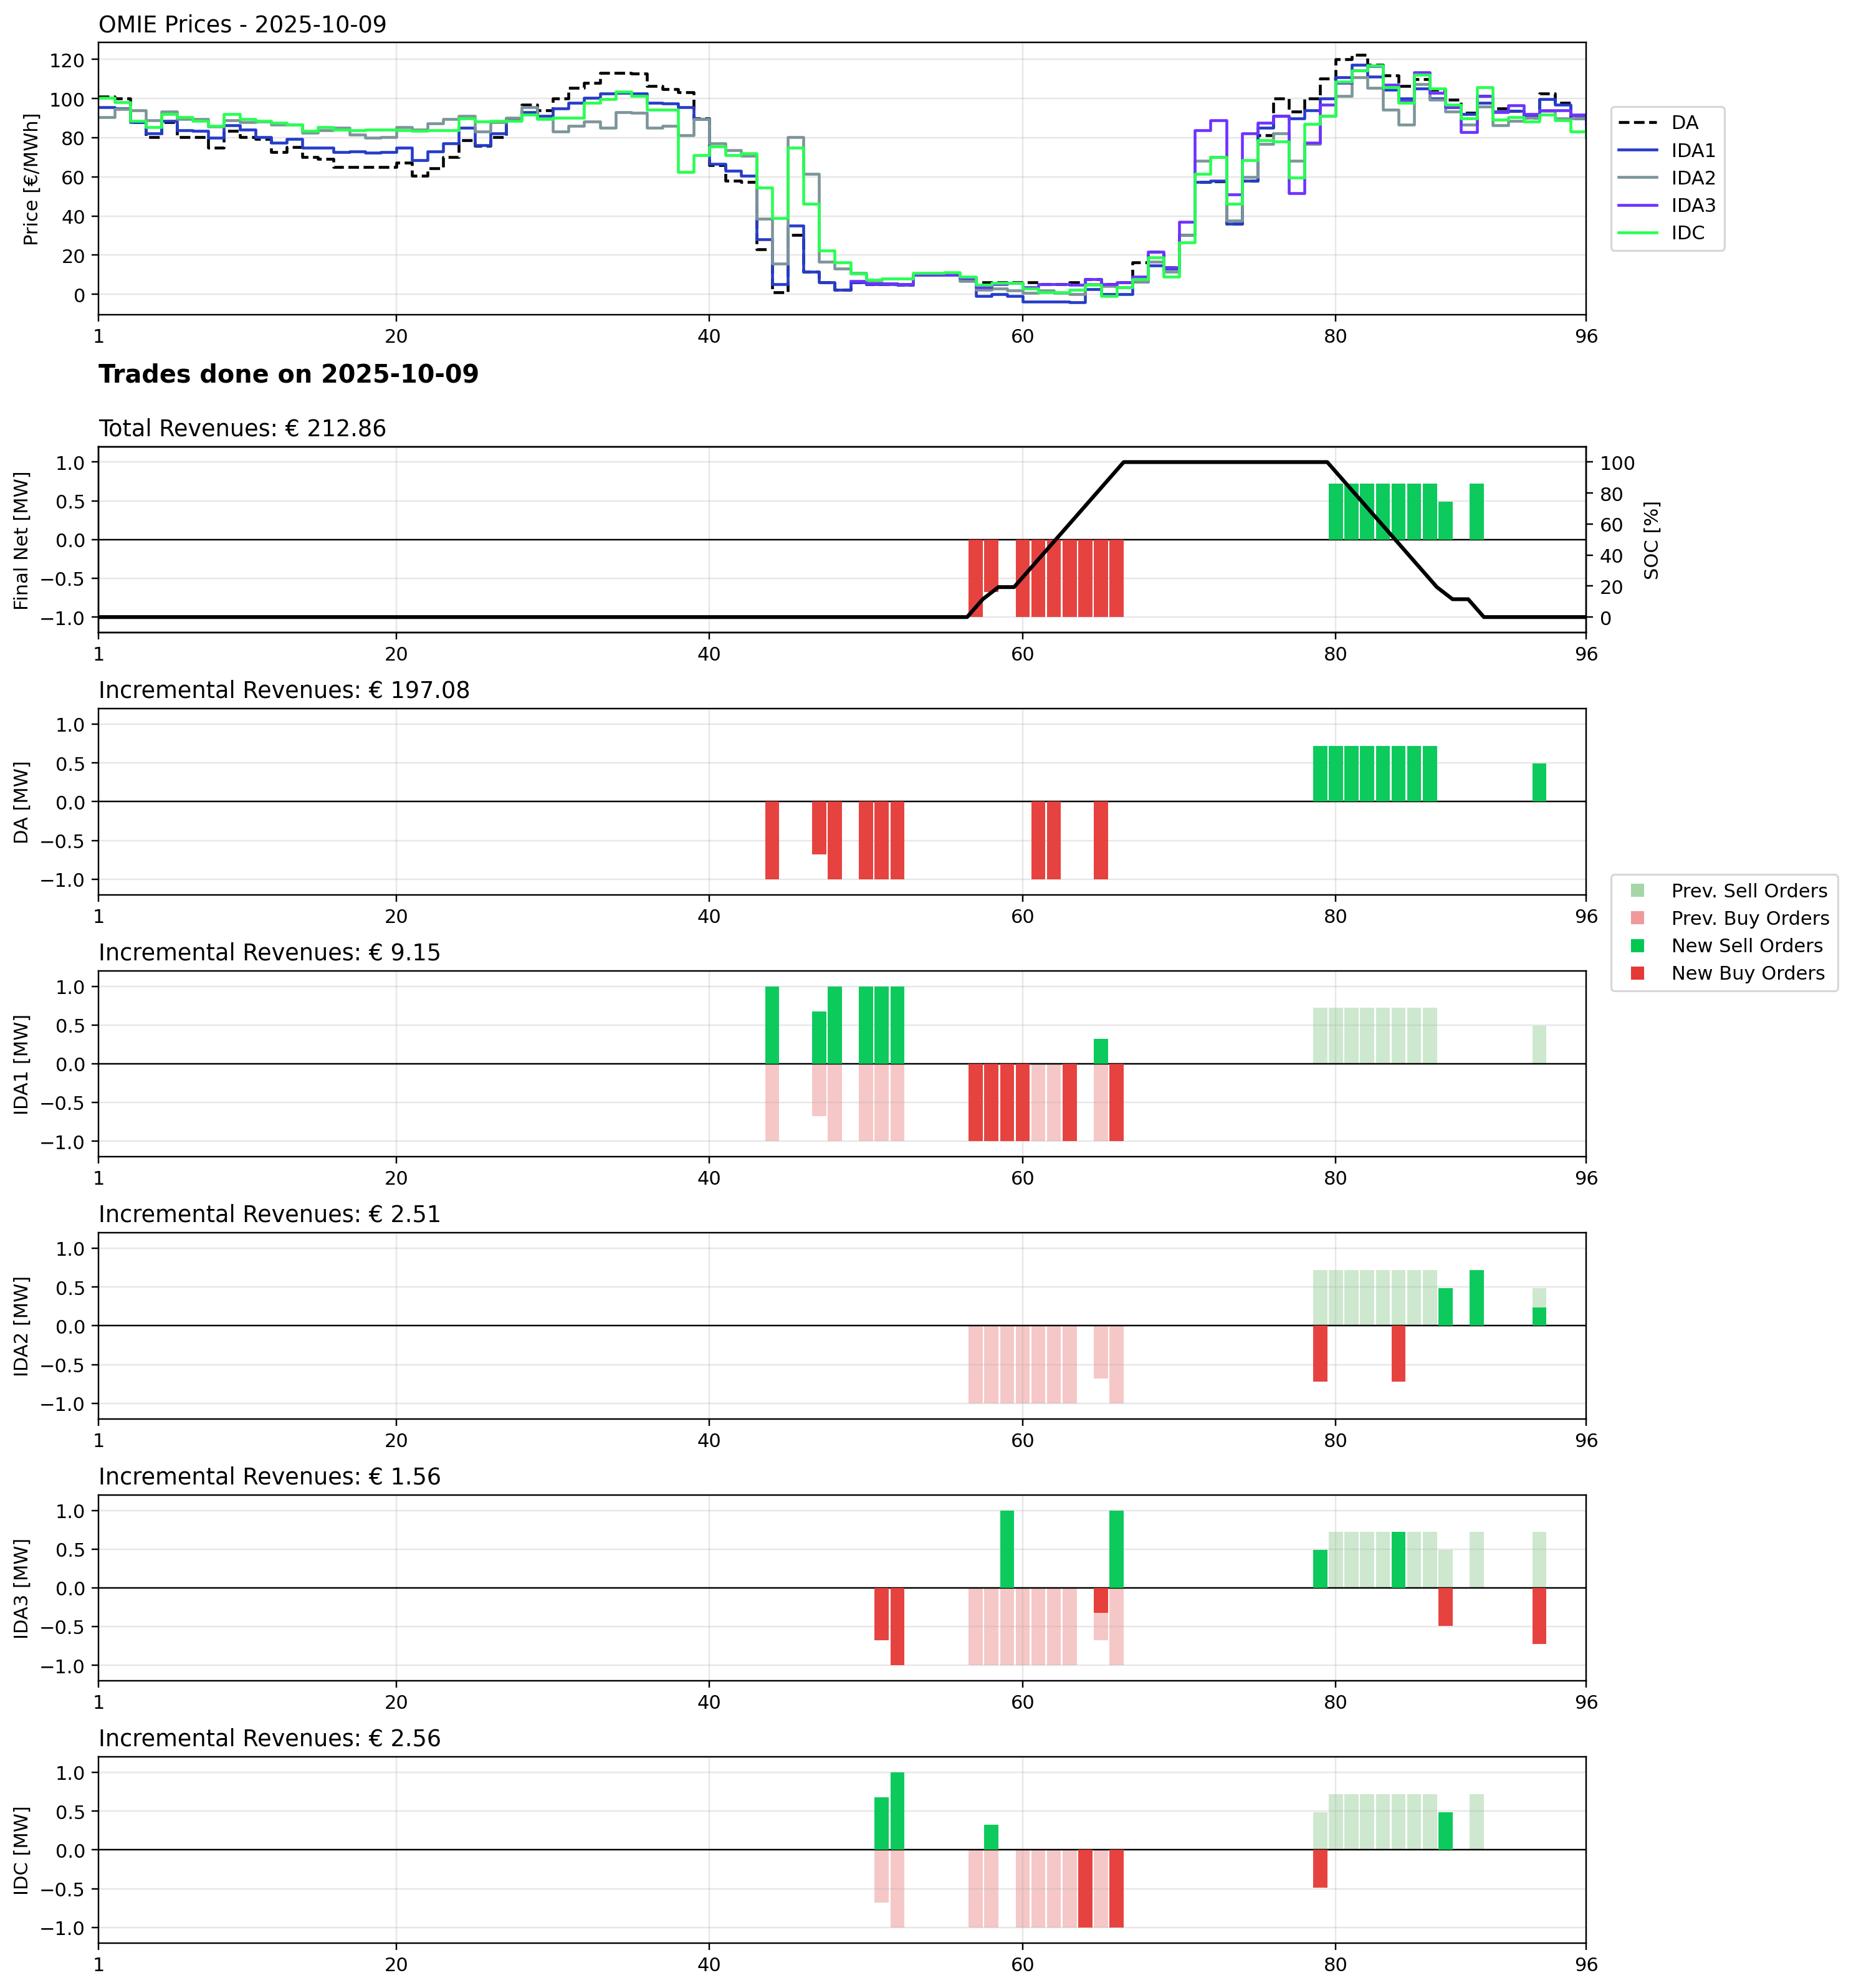 OMIE Prices - 2025-10-09
Price [€/MWh]
120
100
80
60
40
20
0
1 20 40 60 80 96
DA
IDA1
IDA2
IDA3
IDC
Trades done on 2025-10-09
Total Revenues: € 212.86
Final Net [MW]
1.0
0.5
0.0
−0.5
−1.0
100
80
60
40
20
0
SOC [%]
1 20 40 60 80 96
Incremental Revenues: € 197.08
DA [MW]
1.0
0.5
0.0
−0.5
−1.0
1 20 40 60 80 96
Prev. Sell Orders
Prev. Buy Orders
New Sell Orders
New Buy Orders
Incremental Revenues: € 9.15
IDA1 [MW]
1.0
0.5
0.0
−0.5
−1.0
1 20 40 60 80 96
Incremental Revenues: € 2.51
IDA2 [MW]
1.0
0.5
0.0
−0.5
−1.0
1 20 40 60 80 96
Incremental Revenues: € 1.56
IDA3 [MW]
1.0
0.5
0.0
−0.5
−1.0
1 20 40 60 80 96
Incremental Revenues: € 2.56
IDC [MW]
1.0
0.5
0.0
−0.5
−1.0
1 20 40 60 80 96